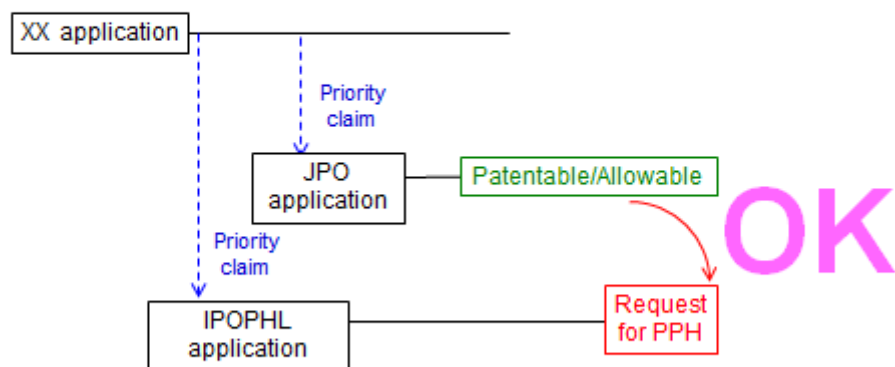 XX application
Priority
claim
JPO
application
Patentable/Allowable
OK
Priority
claim
IPOPHL
application
Request
for PPH